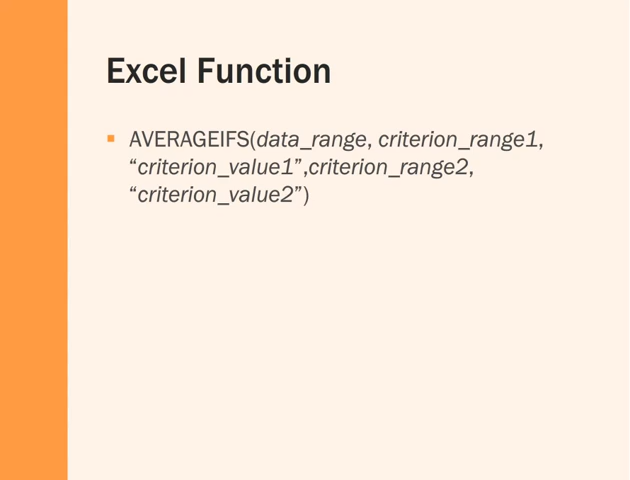 Excel Function
AVERAGEIFS(data_range, criterion_range1,
“criterion_value1”,criterion_range2,
“criterion_value2”)